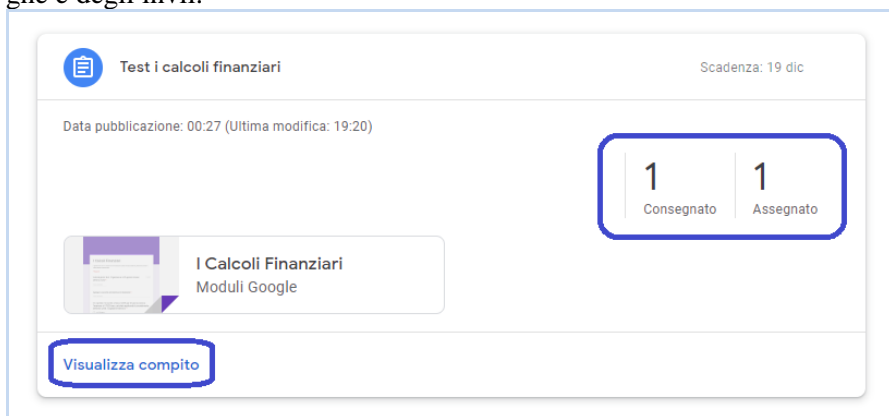 Test i calcoli finanziari
Scadenza: 19 dic
Data pubblicazione: 00:27 (Ultima modifica: 19:20)
1 1
Consegnato Assegnato
I Calcoli Finanziari
Moduli Google
Visualizza compito